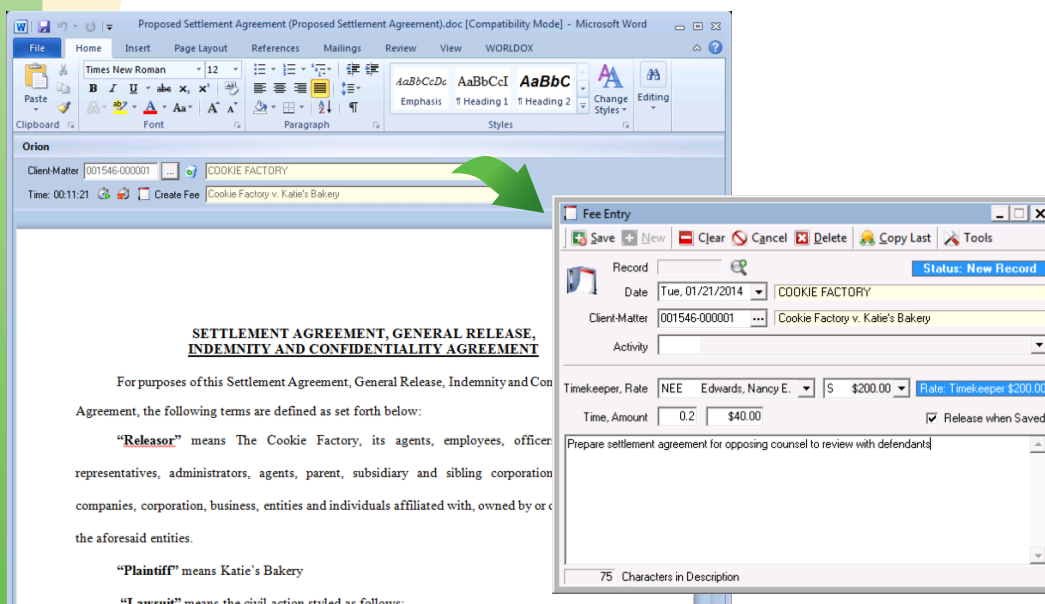 Proposed Settlement Agreement (Proposed Settlement Agreement).doc [Compatibility Mode] - Microsoft Word
File Home Insert Page Layout References Mailings Review View WORLDOX
Paste
Times New Roman 12
B I U abe x₂ x²
Aa A A
AaBbCcDc AaBbCcI AaBbC
Emphasis ¶ Heading 1 ¶ Heading 2
Change Styles
Editing
Clipboard Font Paragraph Styles
Orion
Client-Matter 001546-000001 ... COOKIE FACTORY
Time: 00:11:21 Create Fee Cookie Factory v. Katie's Bakery
SETTLEMENT AGREEMENT, GENERAL RELEASE,
INDEMNITY AND CONFIDENTIALITY AGREEMENT
For purposes of this Settlement Agreement, General Release, Indemnity and Con
Agreement, the following terms are defined as set forth below:
“Releasor” means The Cookie Factory, its agents, employees, officer
representatives, administrators, agents, parent, subsidiary and sibling corporation
companies, corporation, business, entities and individuals affiliated with, owned by or
the aforesaid entities.
“Plaintiff” means Katie's Bakery
“Lawsuit” means the civil action styled as follows:
Fee Entry
Save New Clear Cancel Delete Copy Last Tools
Record
Status: New Record
Date Tue, 01/21/2014 COOKIE FACTORY
Client-Matter 001546-000001 ... Cookie Factory v. Katie's Bakery
Activity
Timekeeper, Rate NEE Edwards, Nancy E. S $200.00 Rate: Timekeeper $200.00
Time, Amount 0.2 $40.00 Release when Saved
Prepare settlement agreement for opposing counsel to review with defendants
75 Characters in Description